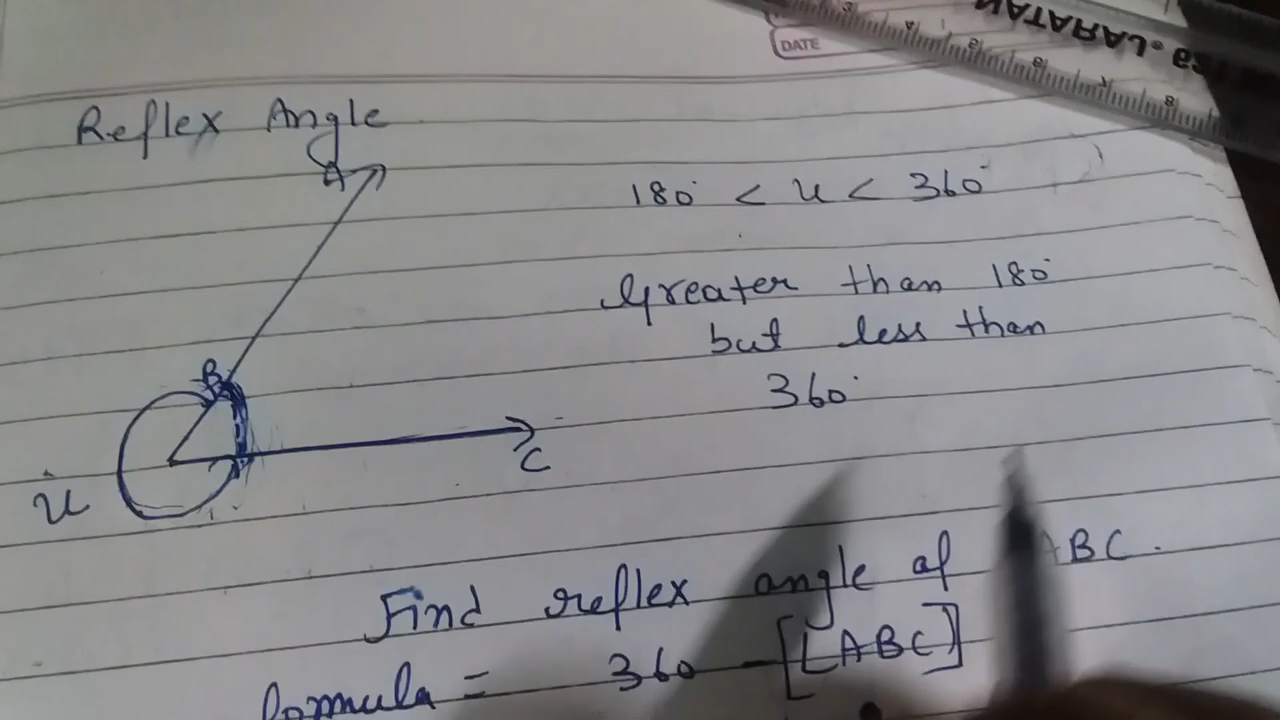 DATE
Reflex Angle
A
180° < u < 360°
Greater than 180°
but less than
360°
B
C
u
Find reflex angle of ABC.
formula = 360 - [∠ABC]